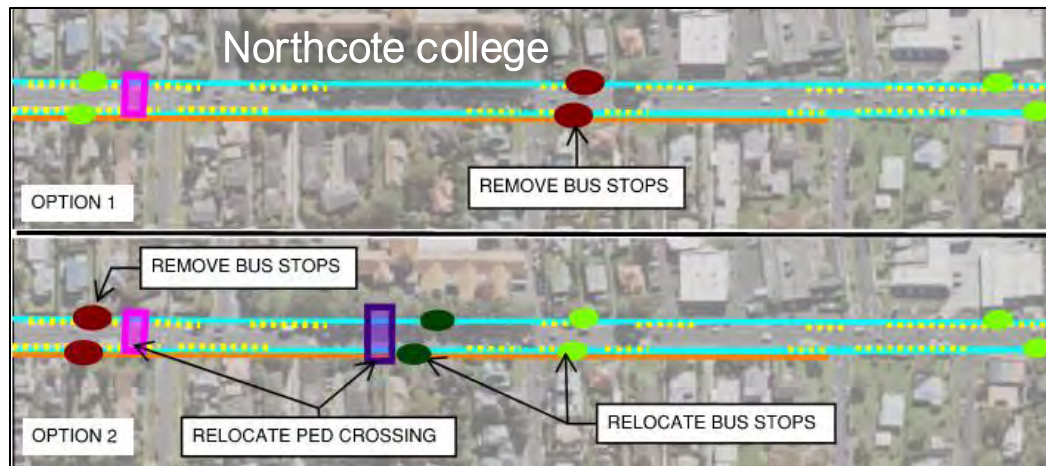 Northcote college
REMOVE BUS STOPS
OPTION 1
REMOVE BUS STOPS
RELOCATE BUS STOPS
RELOCATE PED CROSSING
OPTION 2